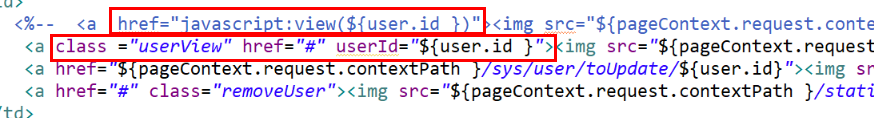 d>
<%-- <a href="javascript:view(${user.id })"><img src="${pageContext.request.conte
<a class ="userView" href="#" userId="${user.id }"><img src="${pageContext.request
<a href="${pageContext.request.contextPath }/sys/user/toUpdate/${user.id}"><img sr
<a href="#" class="removeUser"><img src="${pageContext.request.contextPath }/stati
/td>